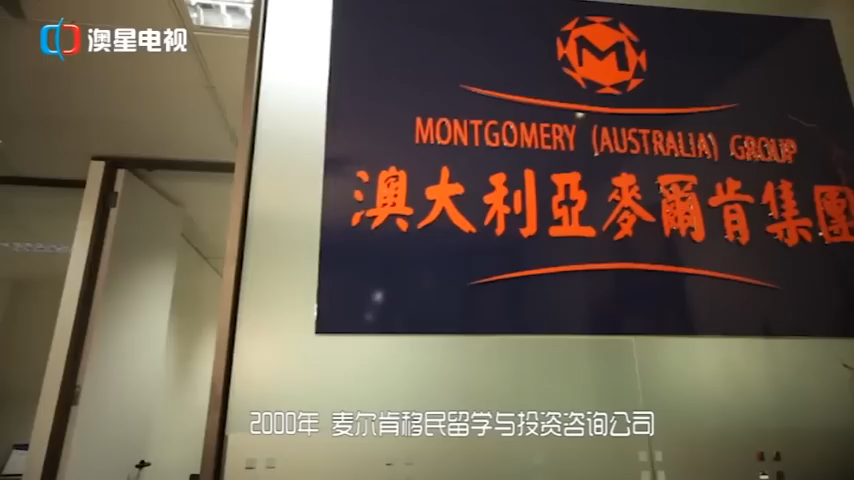 澳星电视
M
MONTGOMERY (AUSTRALIA) GROUP
澳大利亞麥爾肯集團
2000年 麦尔肯移民留学与投资咨询公司